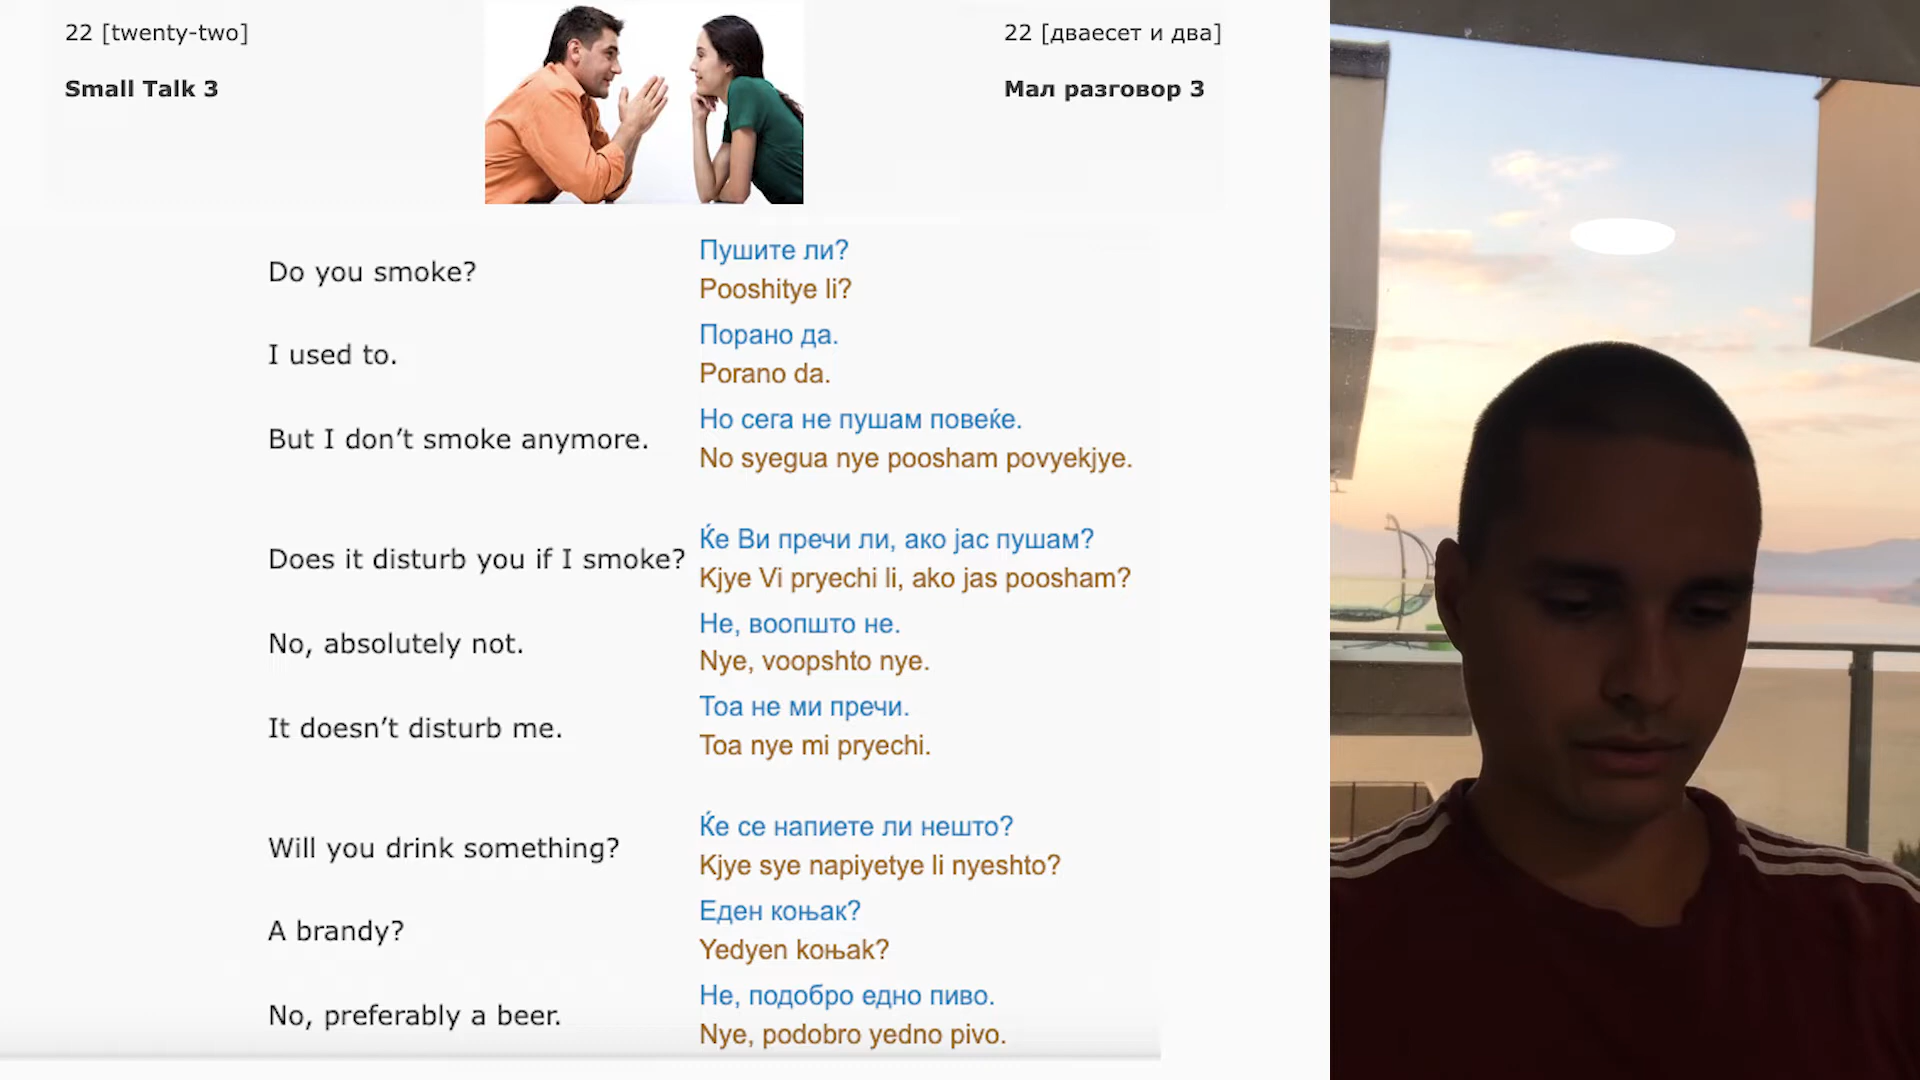 22 [twenty-two]
22 [дваесет и два]
Small Talk 3
Мал разговор 3
Do you smoke?
Пушите ли?
Pooshitye li?
I used to.
Порано да.
Porano da.
But I don’t smoke anymore.
Но сега не пушам повеќе.
No syegua nye poosham povyekjye.
Does it disturb you if I smoke?
Ќе Ви пречи ли, ако јас пушам?
Kjye Vi pryechi li, ako jas poosham?
No, absolutely not.
Не, воопшто не.
Nye, voopshto nye.
It doesn’t disturb me.
Тоа не ми пречи.
Toa nye mi pryechi.
Will you drink something?
Ќе се напиете ли нешто?
Kjye sye napiyetye li nyeshto?
A brandy?
Еден коњак?
Yedyen koњak?
No, preferably a beer.
Не, подобро едно пиво.
Nye, podobro yedno pivo.